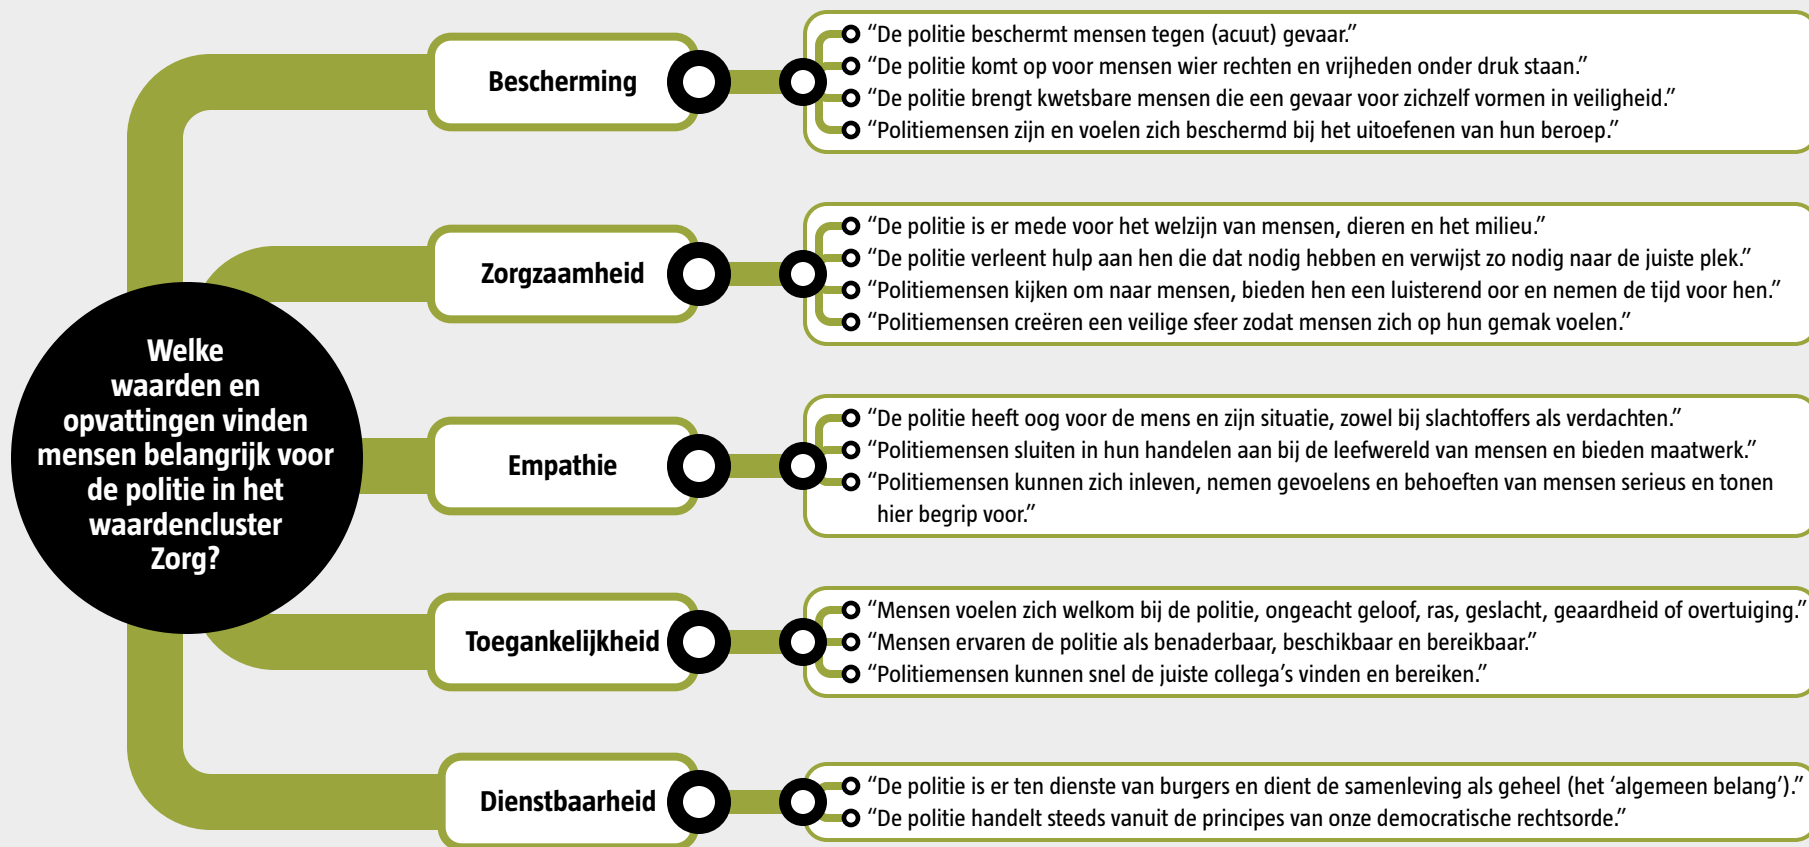 Welke
waarden en
opvattingen vinden
mensen belangrijk voor
de politie in het
waardencluster
Zorg?
Bescherming
“De politie beschermt mensen tegen (acuut) gevaar.”
“De politie komt op voor mensen wier rechten en vrijheden onder druk staan.”
“De politie brengt kwetsbare mensen die een gevaar voor zichzelf vormen in veiligheid.”
“Politiemensen zijn en voelen zich beschermd bij het uitoefenen van hun beroep.”
Zorgzaamheid
“De politie is er mede voor het welzijn van mensen, dieren en het milieu.”
“De politie verleent hulp aan hen die dat nodig hebben en verwijst zo nodig naar de juiste plek.”
“Politiemensen kijken om naar mensen, bieden hen een luisterend oor en nemen de tijd voor hen.”
“Politiemensen creëren een veilige sfeer zodat mensen zich op hun gemak voelen.”
Empathie
“De politie heeft oog voor de mens en zijn situatie, zowel bij slachtoffers als verdachten.”
“Politiemensen sluiten in hun handelen aan bij de leefwereld van mensen en bieden maatwerk.”
“Politiemensen kunnen zich inleven, nemen gevoelens en behoeften van mensen serieus en tonen
hier begrip voor.”
Toegankelijkheid
“Mensen voelen zich welkom bij de politie, ongeacht geloof, ras, geslacht, geaardheid of overtuiging.”
“Mensen ervaren de politie als benaderbaar, beschikbaar en bereikbaar.”
“Politiemensen kunnen snel de juiste collega’s vinden en bereiken.”
Dienstbaarheid
“De politie is er ten dienste van burgers en dient de samenleving als geheel (het ‘algemeen belang’).”
“De politie handelt steeds vanuit de principes van onze democratische rechtsorde.”